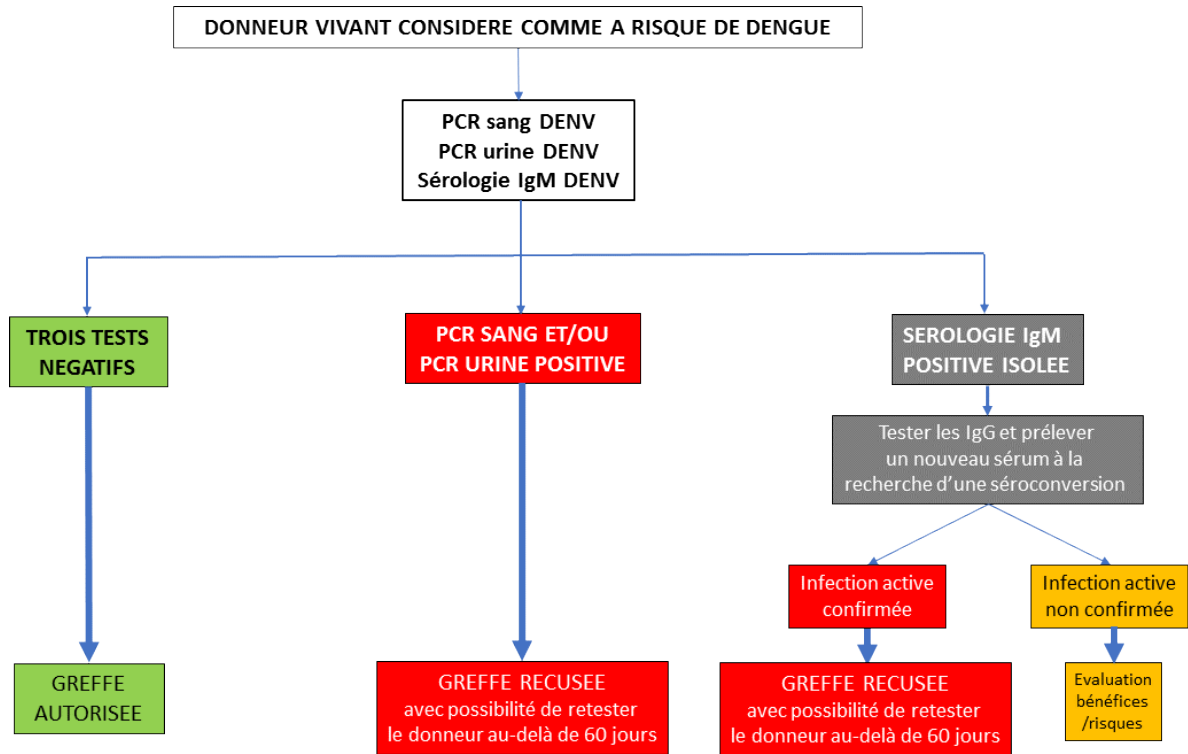 DONNEUR VIVANT CONSIDERE COMME A RISQUE DE DENGUE
PCR sang DENV
PCR urine DENV
Sérologie IgM DENV
TROIS TESTS
NEGATIFS
PCR SANG ET/OU
PCR URINE POSITIVE
SEROLOGIE IgM
POSITIVE ISOLEE
Tester les IgG et prélever
un nouveau sérum à la
recherche d'une séroconversion
Infection active
confirmée
Infection active
non confirmée
GREFFE
AUTORISEE
GREFFE RECUSEE
avec possibilité de retester
le donneur au-delà de 60 jours
GREFFE RECUSEE
avec possibilité de retester
le donneur au-delà de 60 jours
Evaluation
bénéfices
/risques